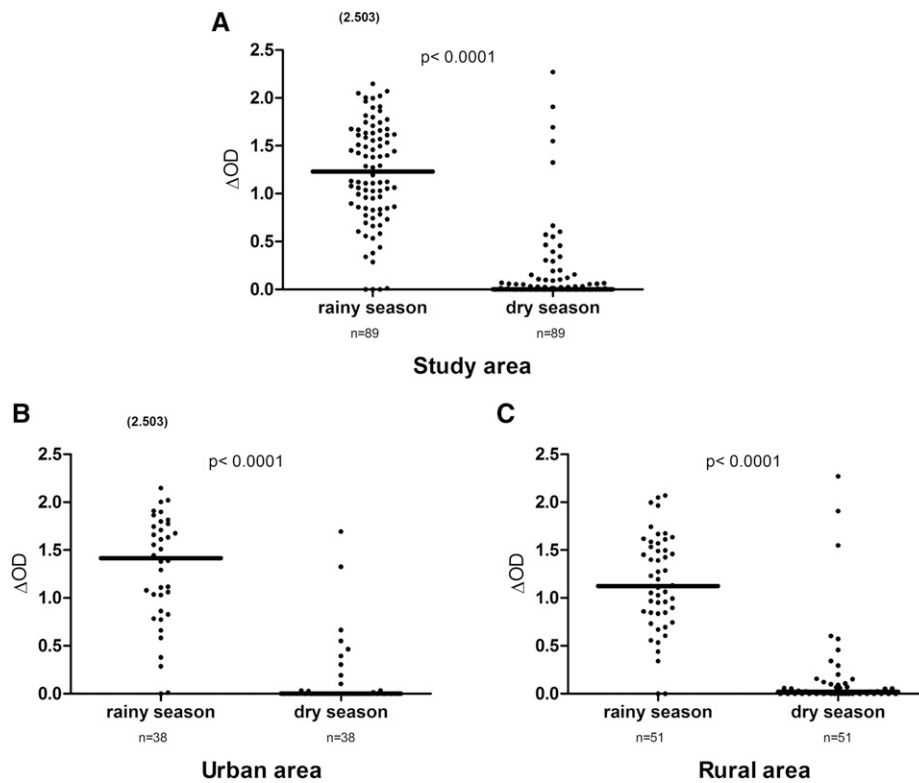 A
(2.503)
p< 0.0001
2.5
2.0
1.5
1.0
0.5
0.0
ΔOD
rainy season
dry season
n=89
n=89
Study area
B
(2.503)
p< 0.0001
2.5
2.0
1.5
1.0
0.5
0.0
ΔOD
rainy season
dry season
n=38
n=38
Urban area
C
p< 0.0001
2.5
2.0
1.5
1.0
0.5
0.0
ΔOD
rainy season
dry season
n=51
n=51
Rural area